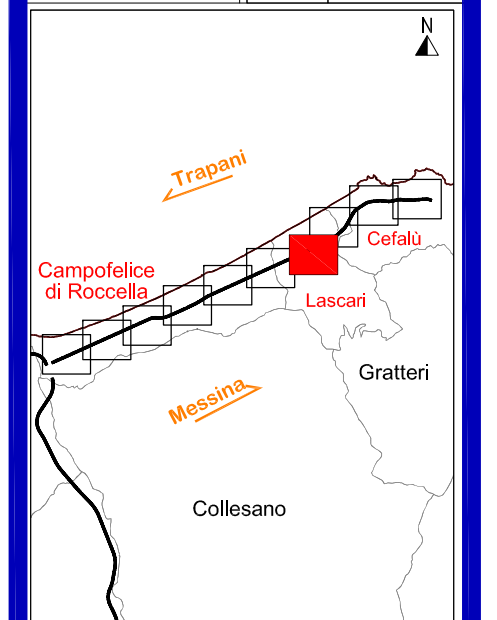 N
Trapani
Cefalù
Campofelice
di Roccella
Lascari
Gratteri
Messina
Collesano